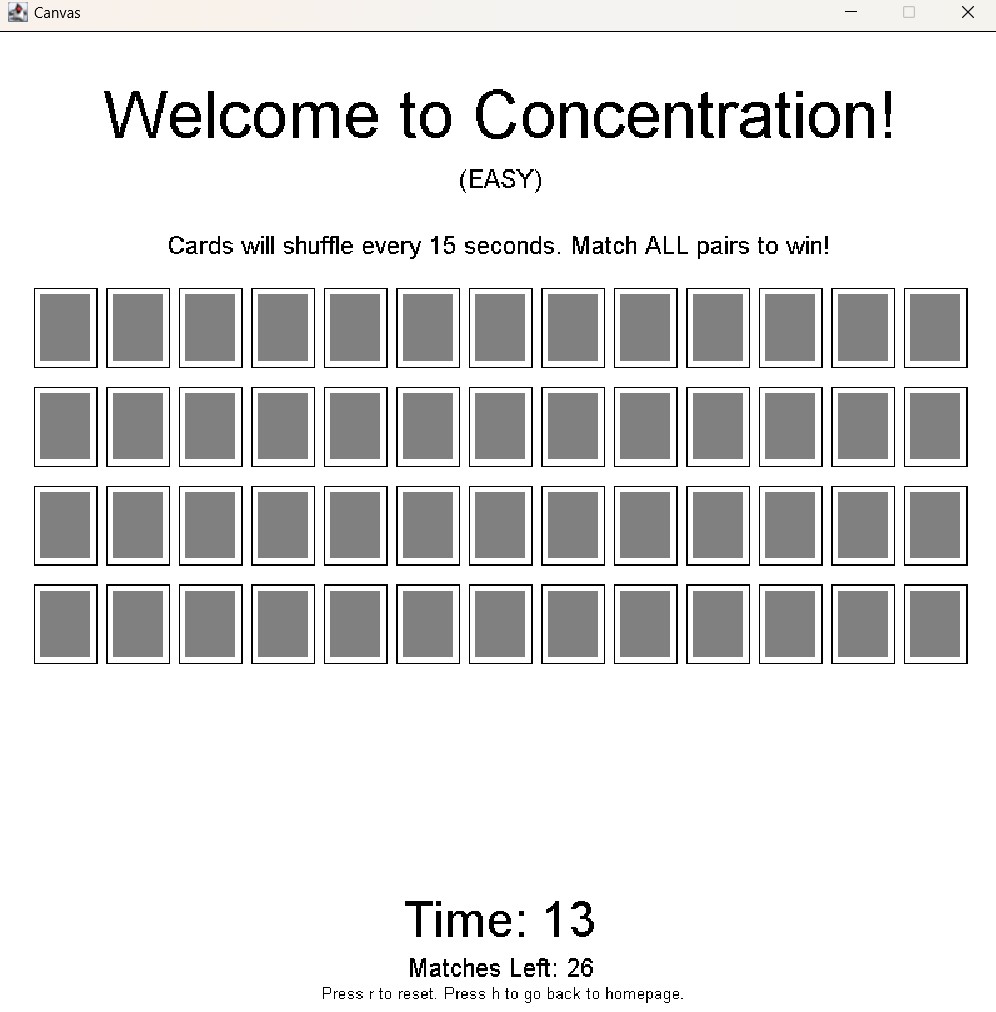 Canvas
Welcome to Concentration!
(EASY)
Cards will shuffle every 15 seconds. Match ALL pairs to win!
Time: 13
Matches Left: 26
Press r to reset. Press h to go back to homepage.